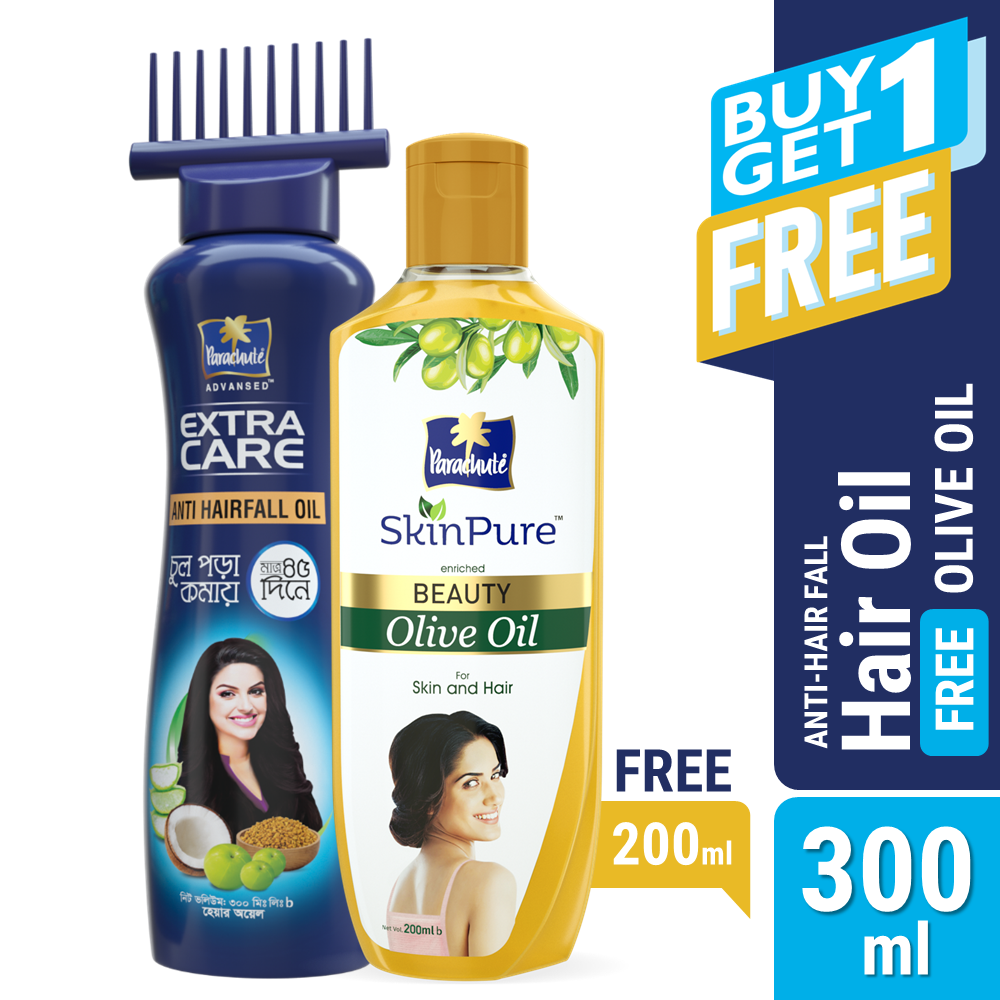 Parachute
ADVANSED™
EXTRA
CARE
ANTI HAIRFALL OIL
চুল পড়া
কমায়
মাত্র ৪৫
দিনে
নিট ভলিউম: ৩০০ মিঃলিঃ b
হেয়ার অয়েল
Parachute
SkinPure™
enriched
BEAUTY
Olive Oil
For
Skin and Hair
Net Vol. 200ml b
BUY 1
GET
FREE
ANTI-HAIR FALL
Hair Oil
FREE OLIVE OIL
FREE
200ml
300
ml